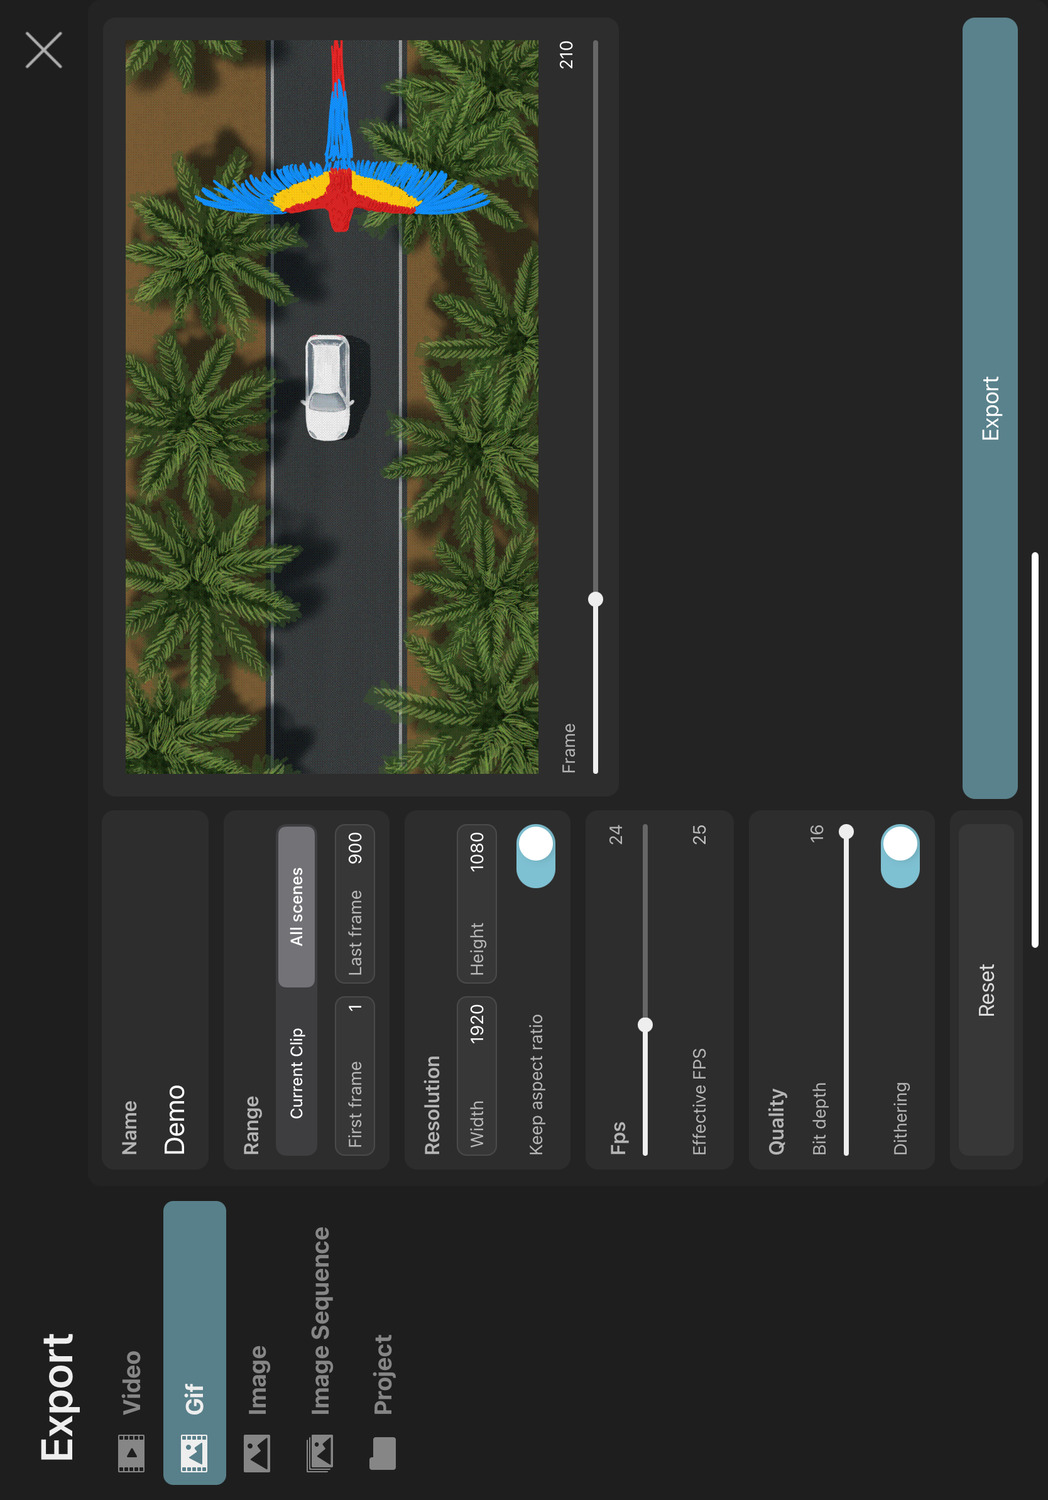 Export
Video
Gif
Image
Image Sequence
Project
Name
Demo
Range
Current Clip All scenes
First frame 1 Last frame 900
Resolution
Width 1920 Height 1080
Keep aspect ratio
Fps 24
Effective FPS 25
Quality
Bit depth 16
Dithering
Reset
Frame 210
Export